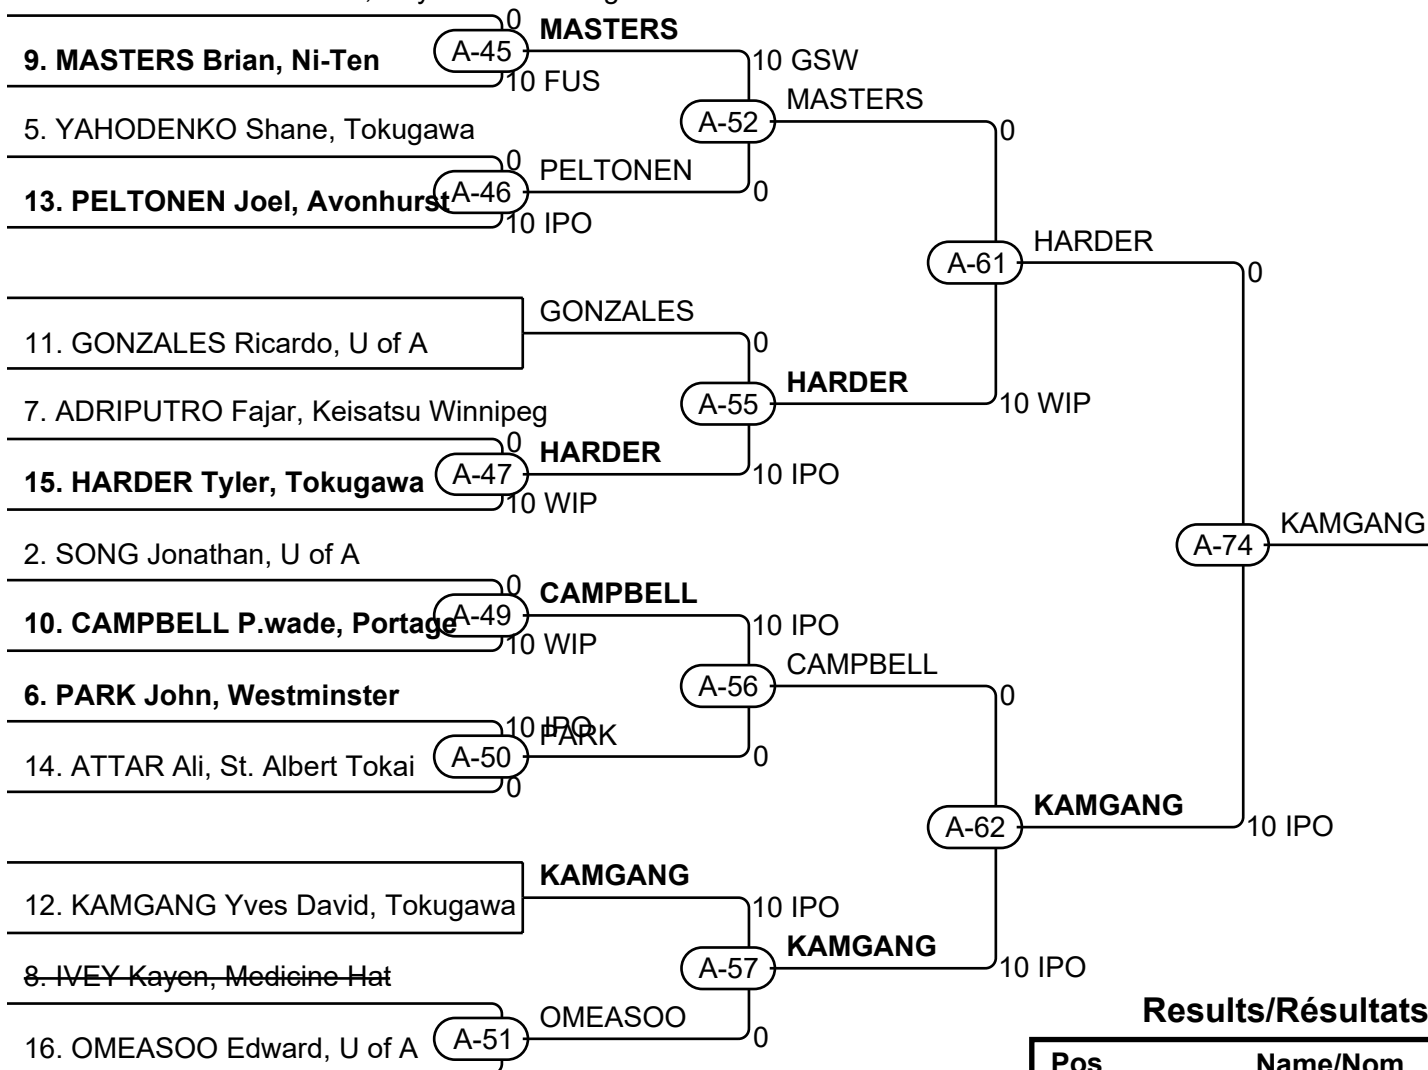 0
MASTERS
A-45
9. MASTERS Brian, Ni-Ten
10 GSW
10 FUS
MASTERS
5. YAHODENKO Shane, Tokugawa
A-52
0
0
PELTONEN
13. PELTONEN Joel, Avonhurst
A-46
0
10 IPO
HARDER
A-61
0
GONZALES
11. GONZALES Ricardo, U of A
0
HARDER
7. ADRIPUTRO Fajar, Keisatsu Winnipeg
A-55
10 WIP
0
HARDER
15. HARDER Tyler, Tokugawa
A-47
10 IPO
10 WIP
KAMGANG
A-74
2. SONG Jonathan, U of A
0
CAMPBELL
10. CAMPBELL P.wade, Portage
A-49
10 IPO
10 WIP
CAMPBELL
6. PARK John, Westminster
A-56
0
10 IPO
PARK
14. ATTAR Ali, St. Albert Tokai
A-50
0
0
KAMGANG
A-62
10 IPO
KAMGANG
12. KAMGANG Yves David, Tokugawa
10 IPO
KAMGANG
8. IVEY Kayen, Medicine Hat
A-57
10 IPO
OMEASOO
16. OMEASOO Edward, U of A
A-51
0
Results/Résultats
Pos Name/Nom